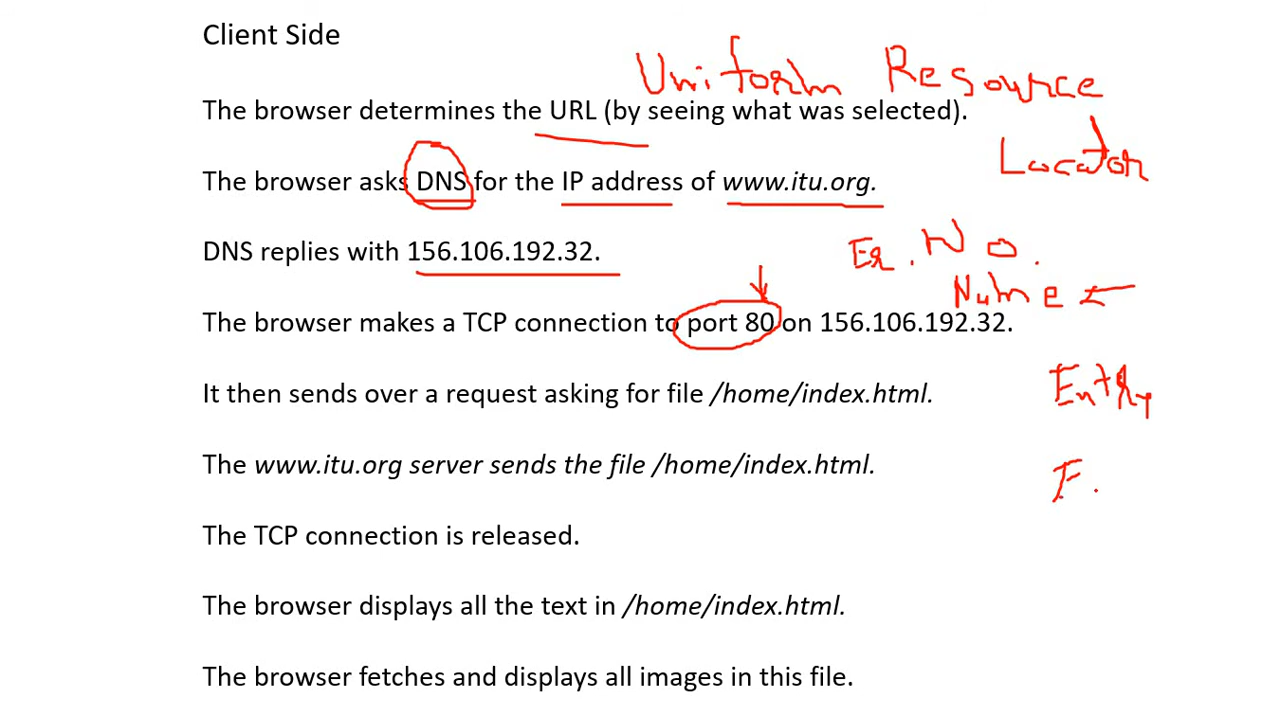 Client Side
Uniform Resource
The browser determines the URL (by seeing what was selected).
Locator
The browser asks DNS for the IP address of www.itu.org.
DNS replies with 156.106.192.32.
Er. No.
Name
The browser makes a TCP connection to port 80 on 156.106.192.32.
It then sends over a request asking for file /home/index.html.
Entry
The www.itu.org server sends the file /home/index.html.
F.
The TCP connection is released.
The browser displays all the text in /home/index.html.
The browser fetches and displays all images in this file.